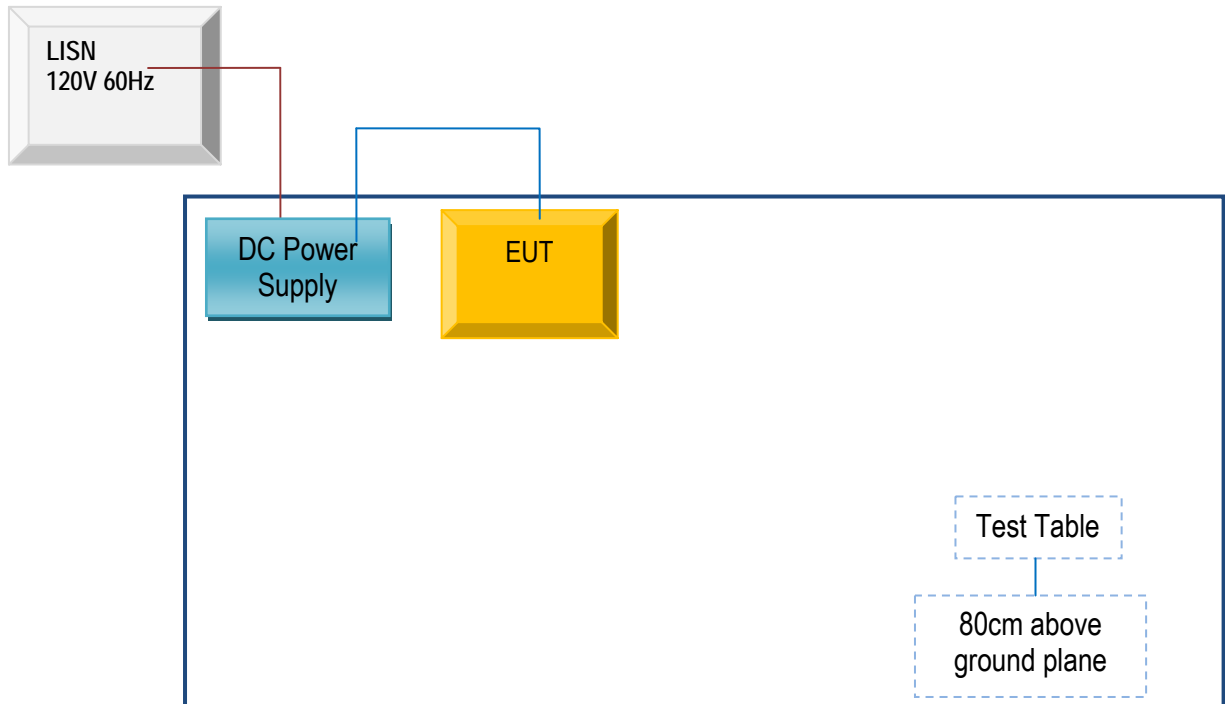 LISN
120V 60Hz
DC Power
Supply
EUT
Test Table
80cm above
ground plane